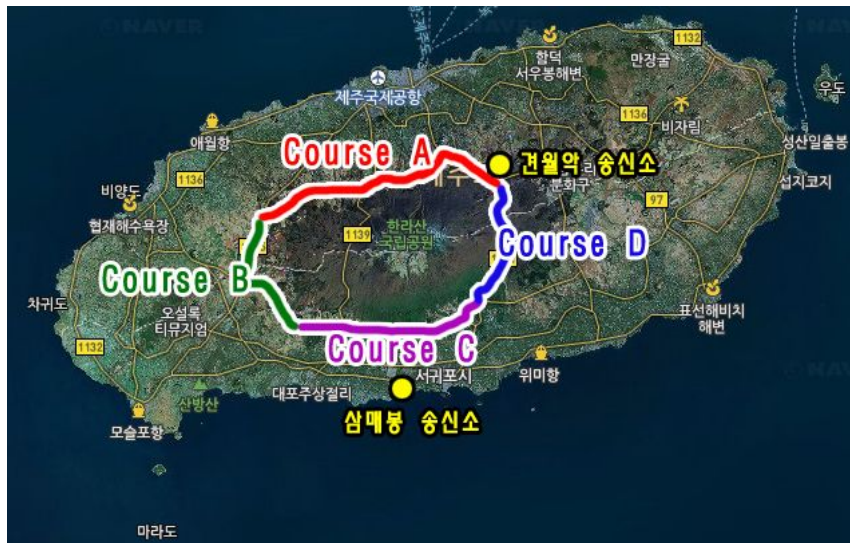 NAVER
1132
함덕
서우봉해변
만장굴
제주국제공항
우도
1136
비자림
애월항
Course A
견월악 송신소
성산일출봉
1136
섭지코지
비양도
분화구
협재해수욕장
97
한라산
국립공원
1139
Course D
Course B
차귀도
오설록
티뮤지엄
표선해비치
해변
1132
Course C
대포주상절리
서귀포시
위미항
산방산
삼매봉 송신소
모슬포항
마라도